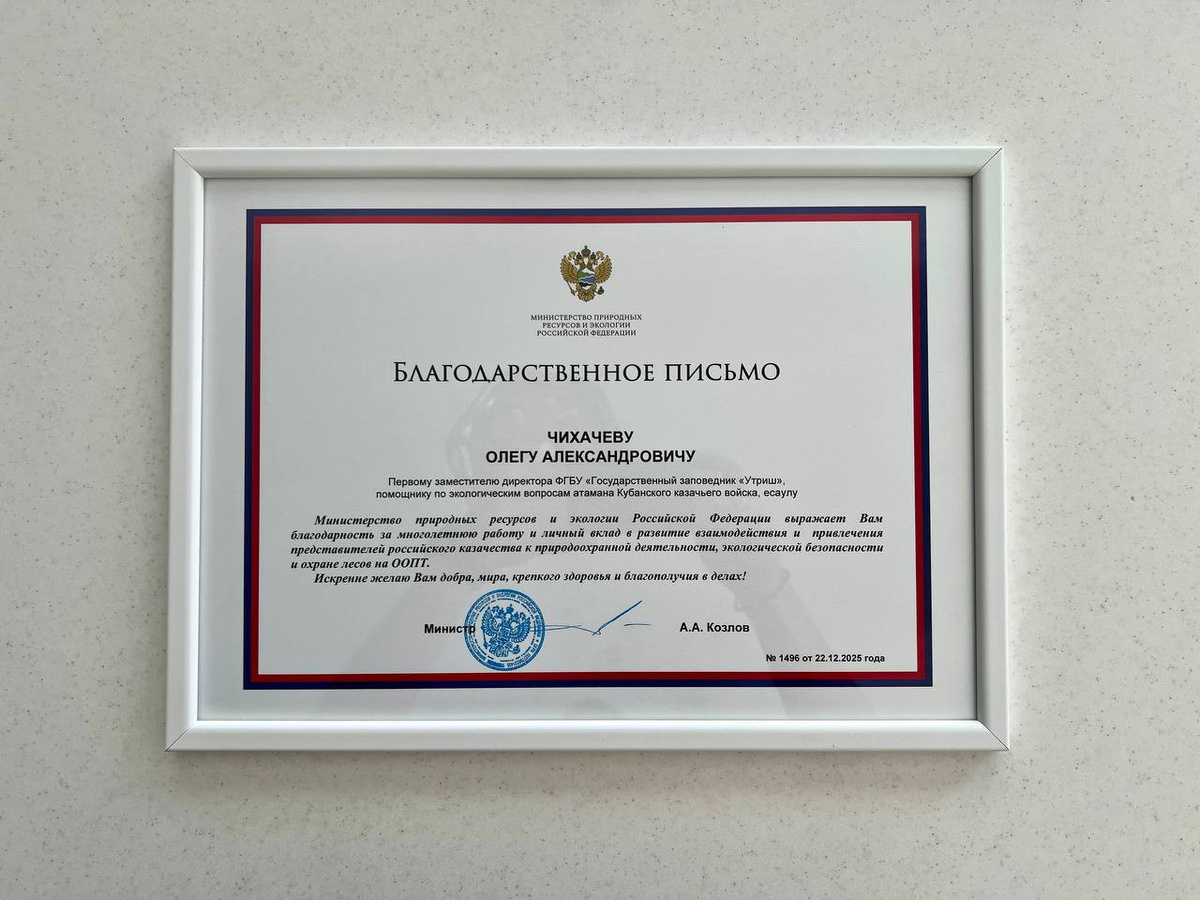 МИНИСТЕРСТВО ПРИРОДНЫХ
РЕСУРСОВ И ЭКОЛОГИИ
РОССИЙСКОЙ ФЕДЕРАЦИИ
БЛАГОДАРСТВЕННОЕ ПИСЬМО
ЧИХАЧЕВУ
ОЛЕГУ АЛЕКСАНДРОВИЧУ
Первому заместителю директора ФГБУ «Государственный заповедник «Утриш»,
помощнику по экологическим вопросам атамана Кубанского казачьего войска, есаулу
Министерство природных ресурсов и экологии Российской Федерации выражает Вам
благодарность за многолетнюю работу и личный вклад в развитие взаимодействия и привлечения
представителей российского казачества к природоохранной деятельности, экологической безопасности
и охране лесов на ООПТ.
Искренне желаю Вам добра, мира, крепкого здоровья и благополучия в делах!
Министр А.А. Козлов
№ 1496 от 22.12.2025 года